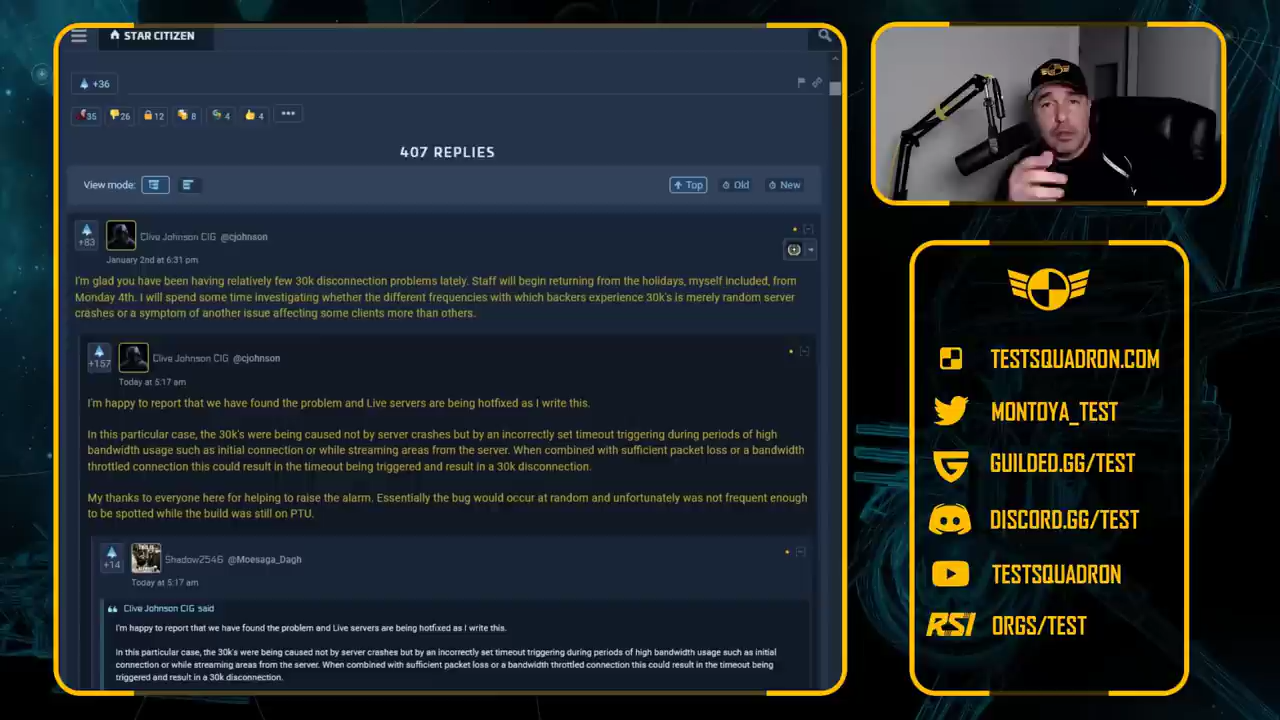 STAR CITIZEN
+36
35 26 12 8 4 4
407 REPLIES
View mode:
Top Old New
+83
Clive Johnson CIG @cjohnson
January 2nd at 6:31 pm
I'm glad you have been having relatively few 30k disconnection problems lately. Staff will begin returning from the holidays, myself included, from
Monday 4th. I will spend some time investigating whether the different frequencies with which backers experience 30k's is merely random server
crashes or a symptom of another issue affecting some clients more than others.
+157
Clive Johnson CIG @cjohnson
Today at 5:17 am
I'm happy to report that we have found the problem and Live servers are being hotfixed as I write this.
In this particular case, the 30k's were being caused not by server crashes but by an incorrectly set timeout triggering during periods of high
bandwidth usage such as initial connection or while streaming areas from the server. When combined with sufficient packet loss or a bandwidth
throttled connection this could result in the timeout being triggered and result in a 30k disconnection.
My thanks to everyone here for helping to raise the alarm. Essentially the bug would occur at random and unfortunately was not frequent enough
to be spotted while the build was still on PTU.
+14
Shadow2546 @Moesaga_Dagh
Today at 5:17 am
Clive Johnson CIG said
I'm happy to report that we have found the problem and Live servers are being hotfixed as I write this.
In this particular case, the 30k's were being caused not by server crashes but by an incorrectly set timeout triggering during periods of high bandwidth usage such as initial
connection or while streaming areas from the server. When combined with sufficient packet loss or a bandwidth throttled connection this could result in the timeout being
triggered and result in a 30k disconnection.
TESTSQUADRON.COM
MONTOYA_TEST
GUILDED.GG/TEST
DISCORD.GG/TEST
TESTSQUADRON
RSI ORGS/TEST